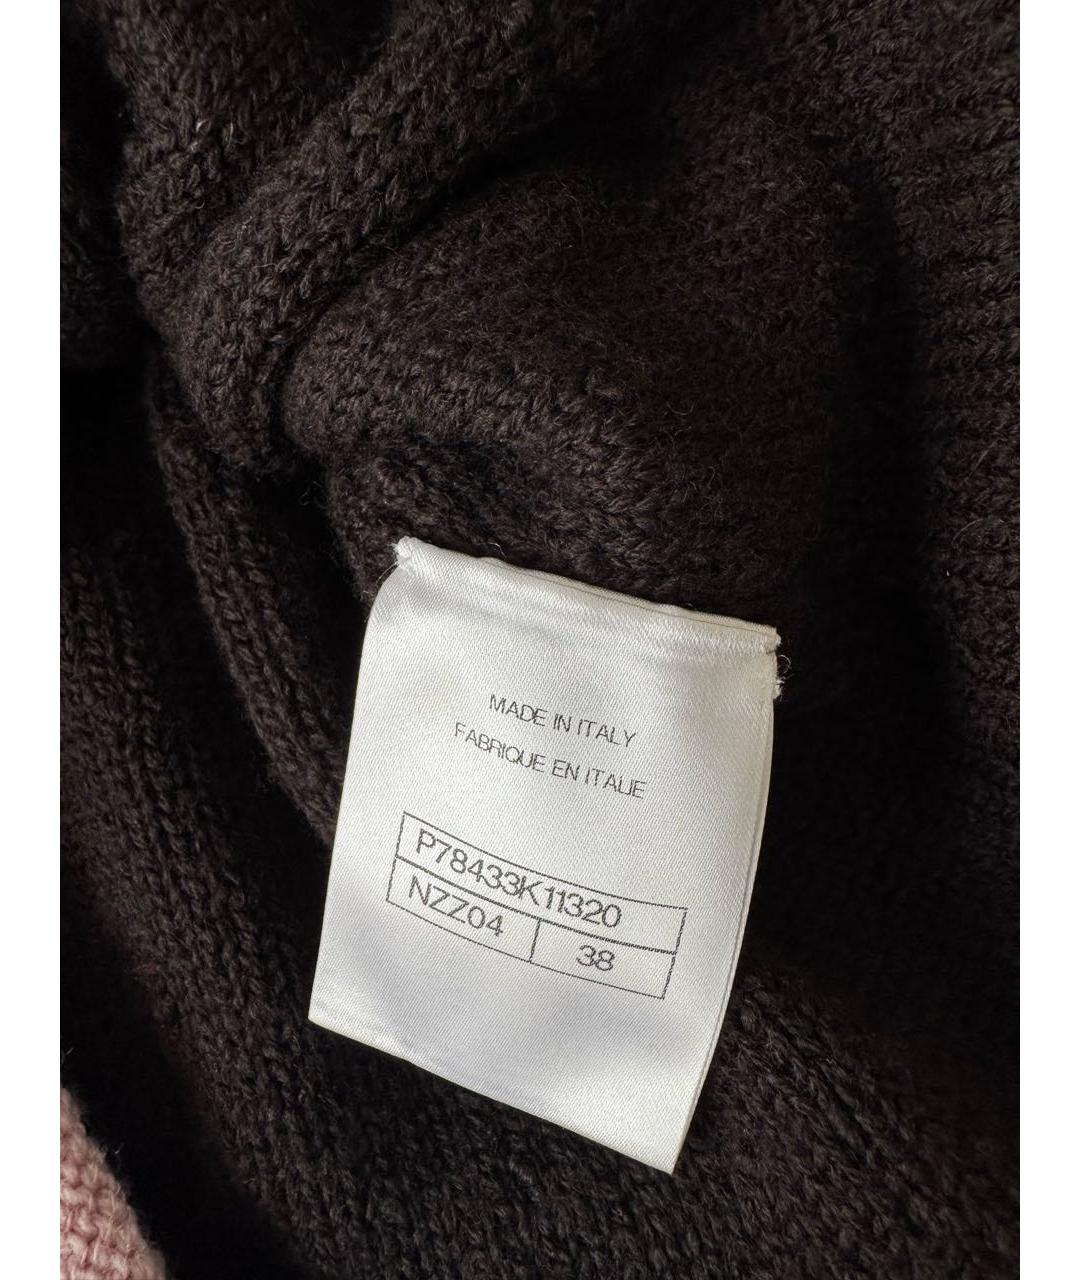 MADE IN ITALY
FABRIQUE EN ITALIE
P78433K11320
NZZ04 38